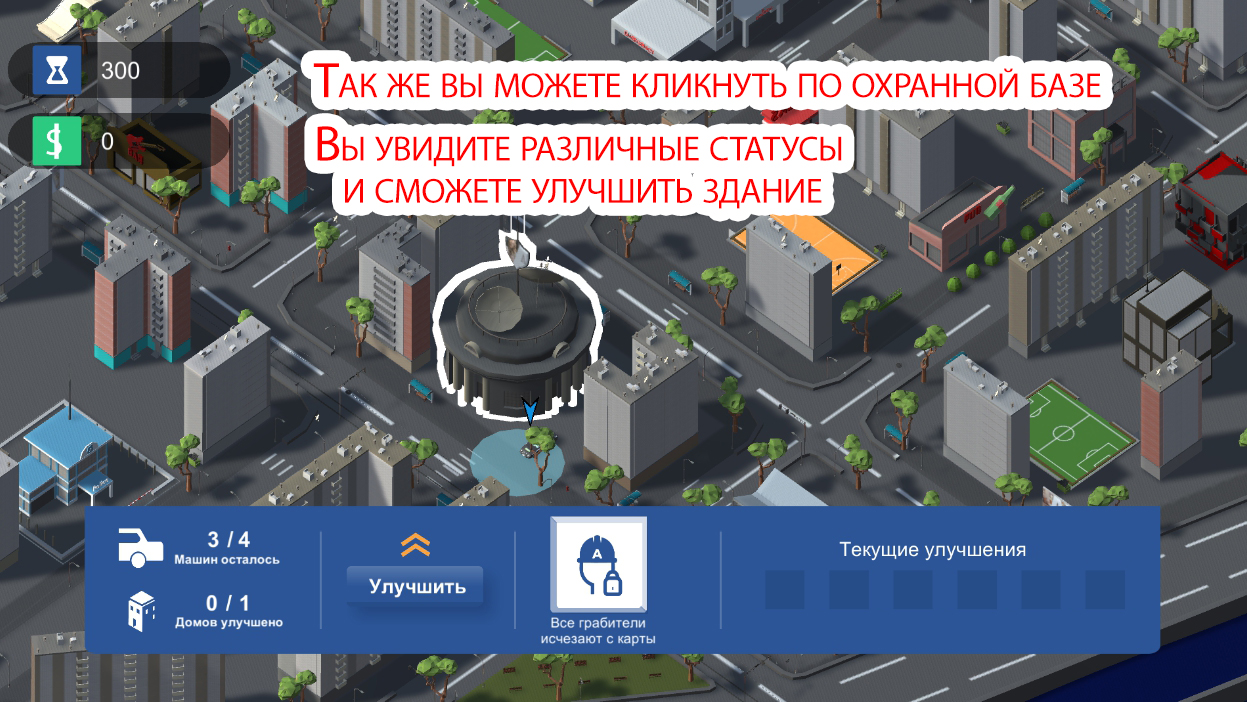 300
0
Так же вы можете кликнуть по охранной базе
Вы увидите различные статусы
и сможете улучшить здание
3 / 4
Машин осталось
0 / 1
Домов улучшено
Улучшить
A
Все грабители
исчезают с карты
Текущие улучшения